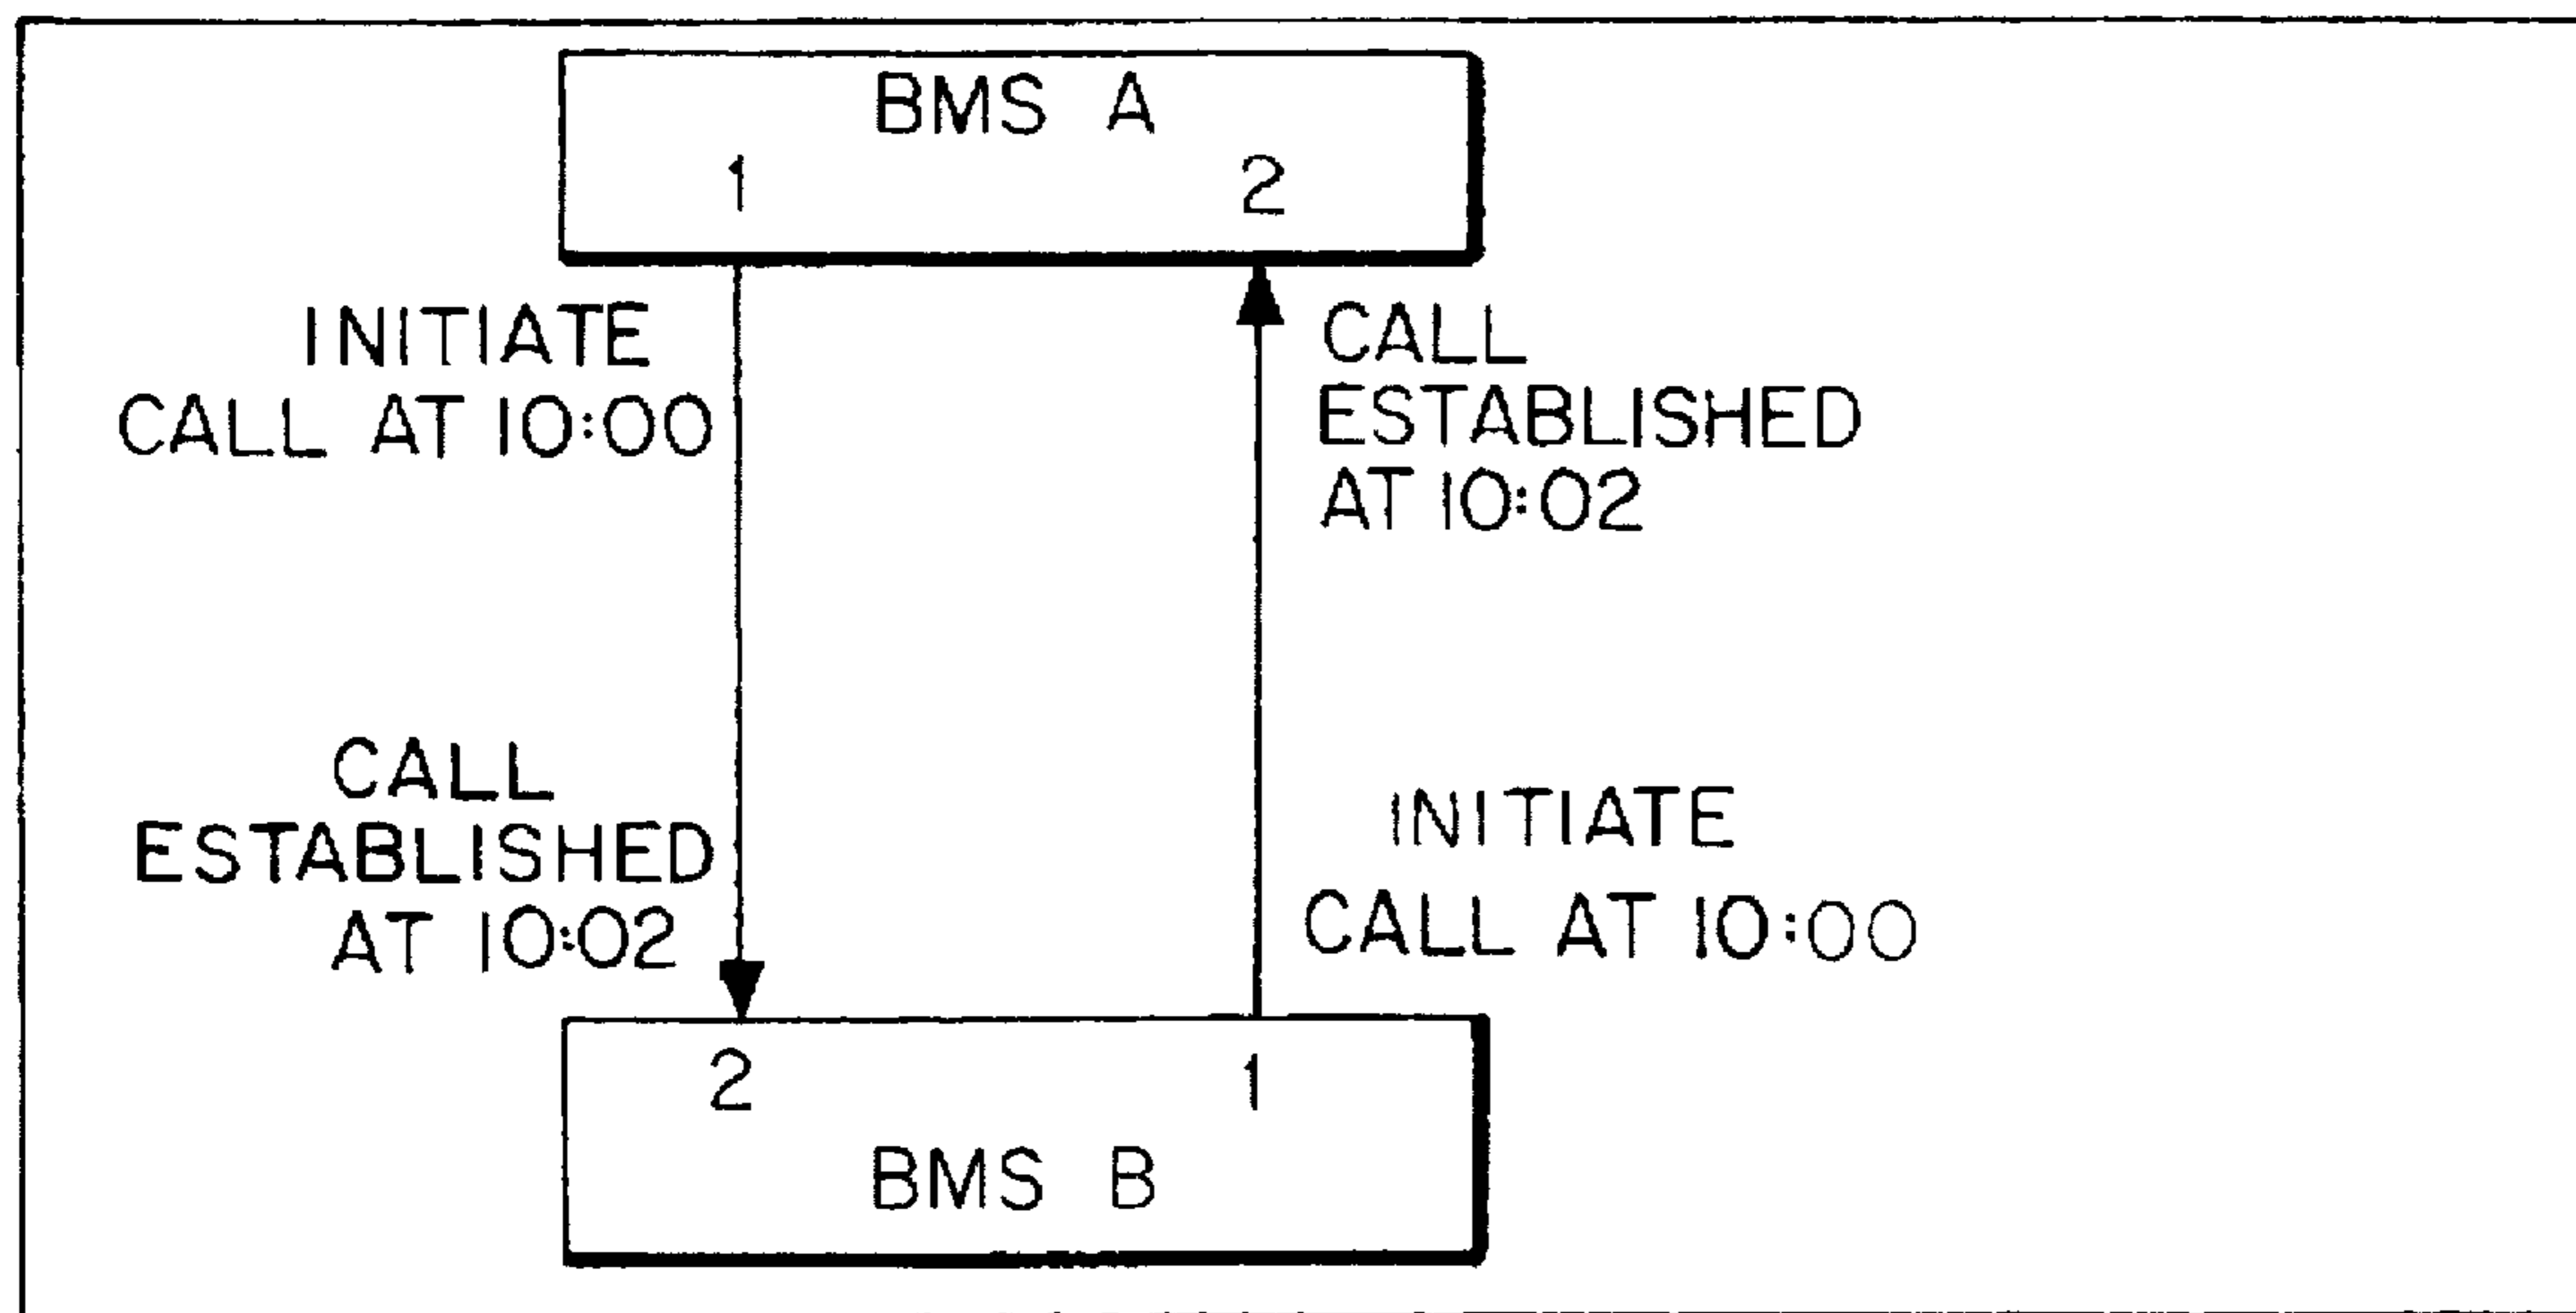 BMS A
1 2
INITIATE
CALL AT 10:00
CALL
ESTABLISHED
AT 10:02
CALL
ESTABLISHED
AT 10:02
INITIATE
CALL AT 10:00
2 1
BMS B